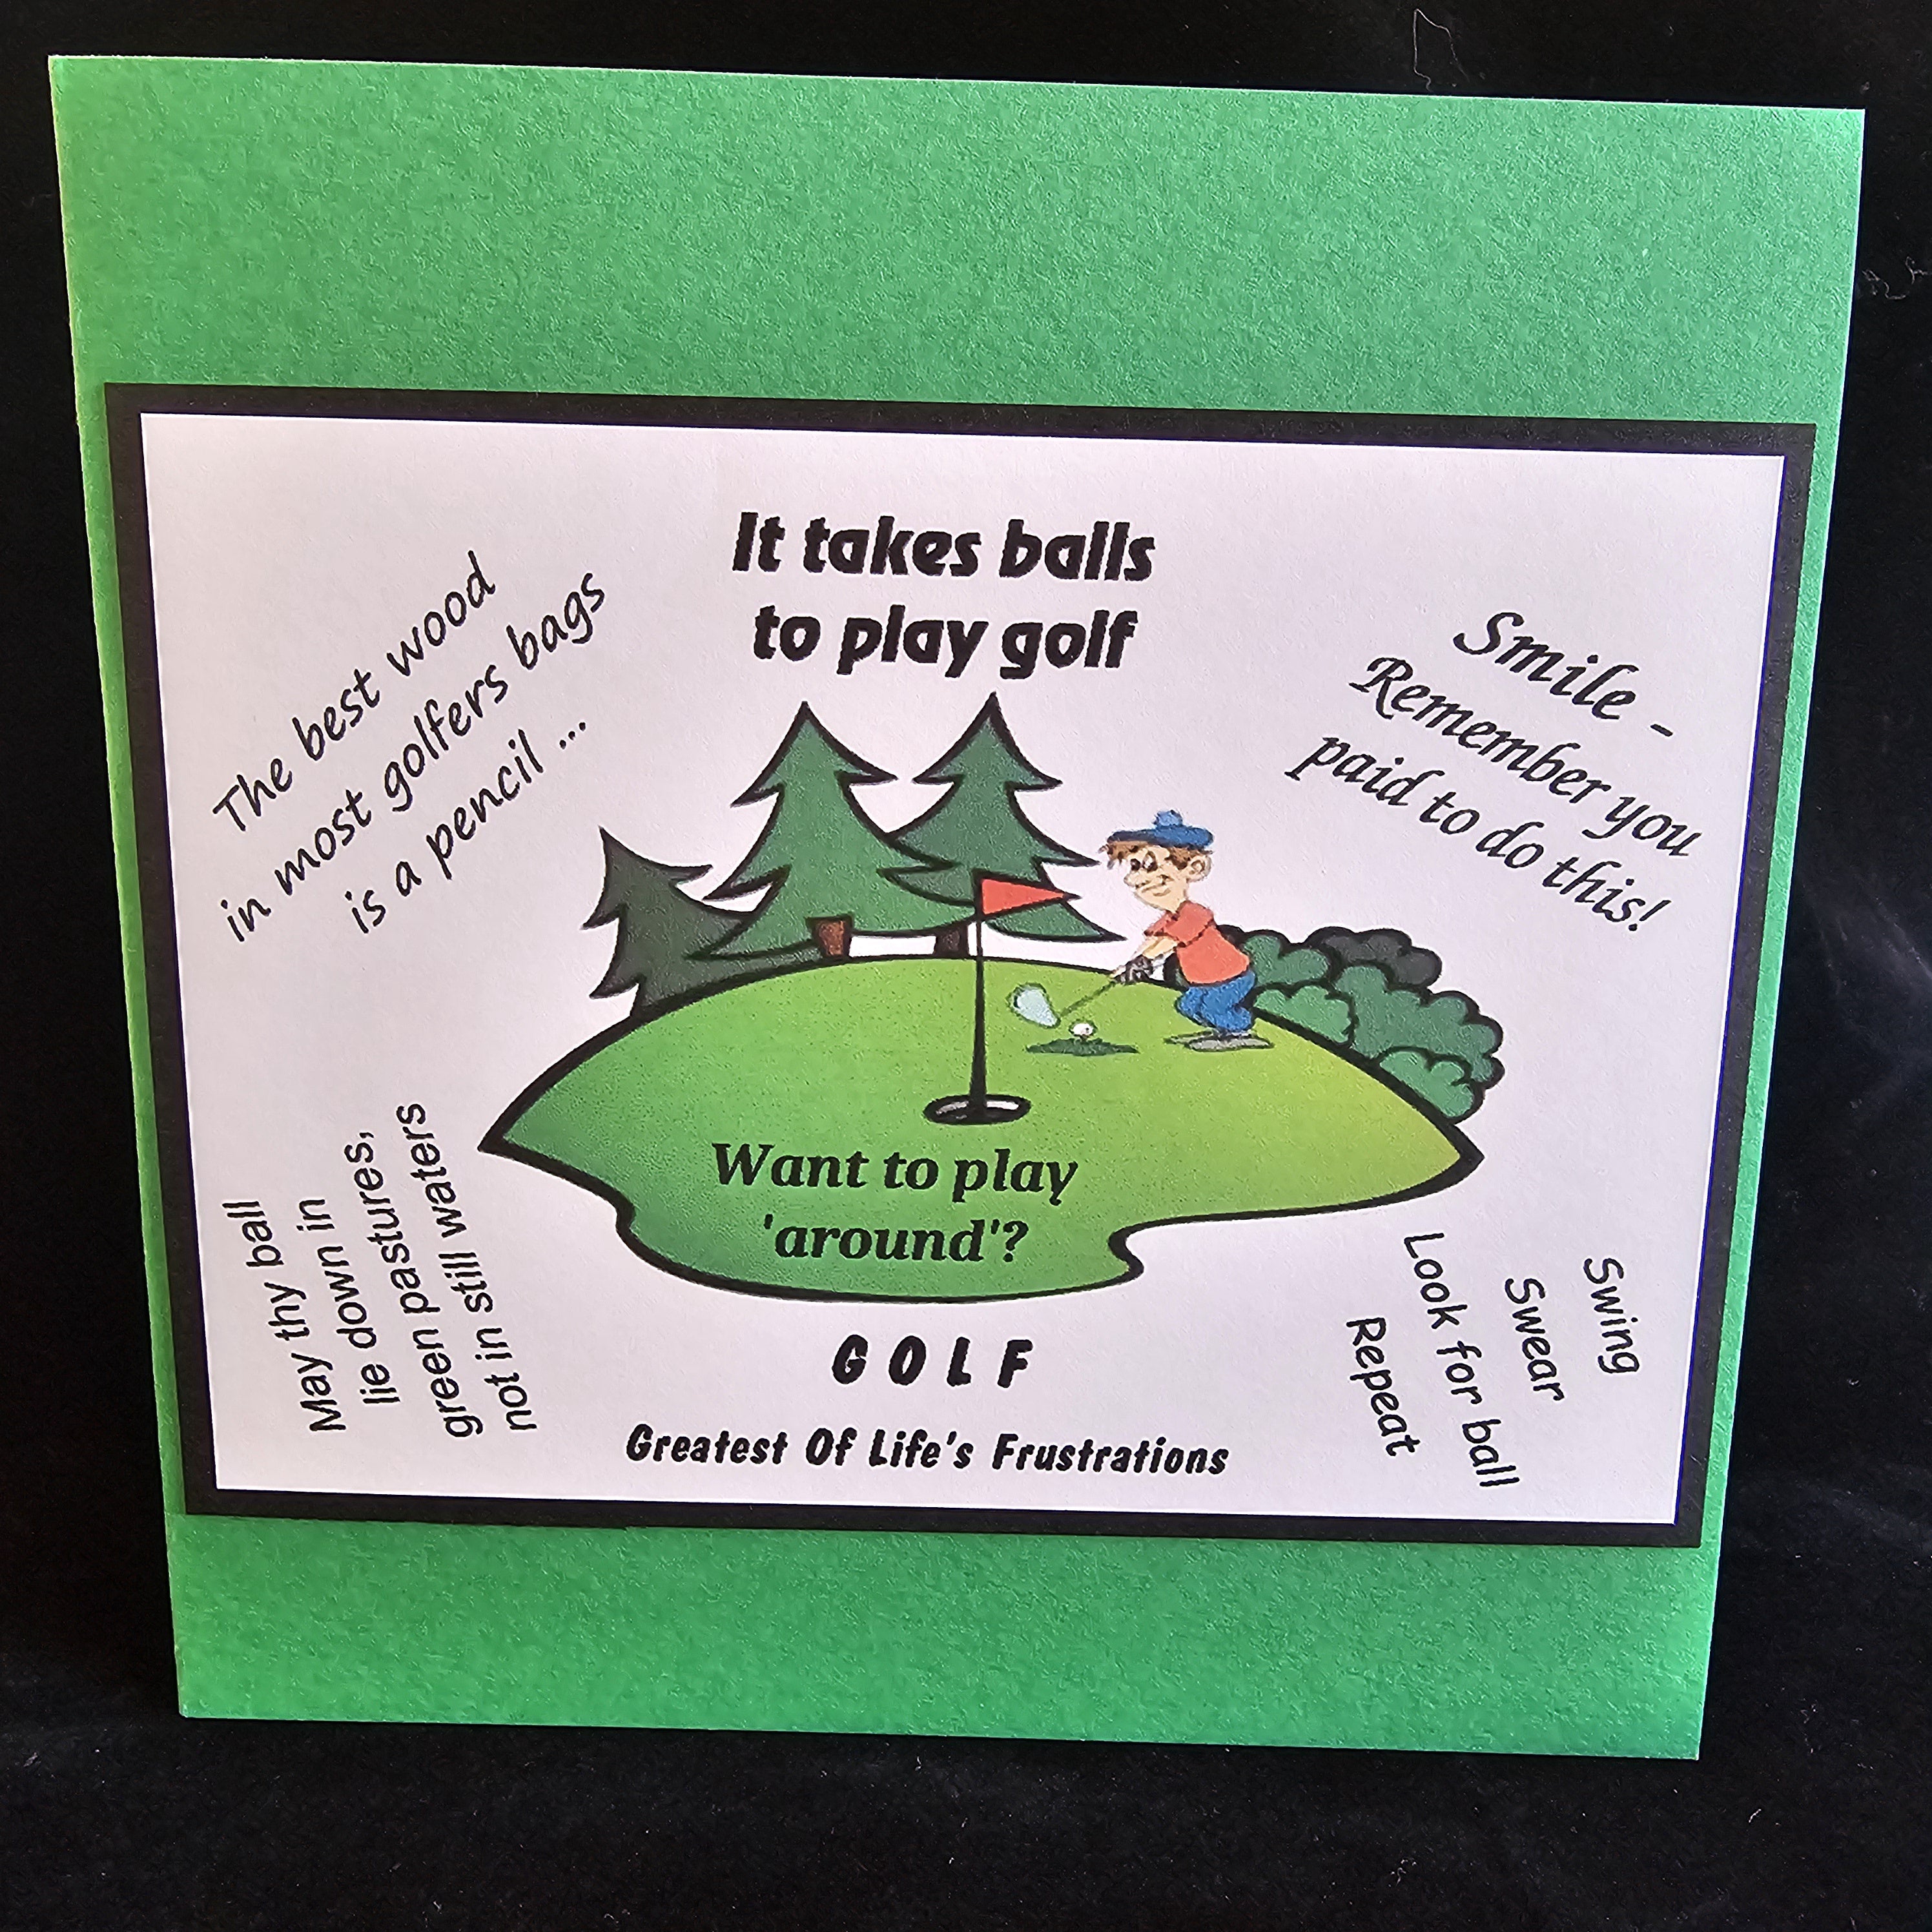 It takes balls
to play golf
The best wood
in most golfers bags
is a pencil ...
Smile -
Remember you
paid to do this!
Want to play
'around'?
May thy ball
lie down in
green pastures,
not in still waters
Swing
Swear
Look for ball
Repeat
GOLF
Greatest Of Life's Frustrations